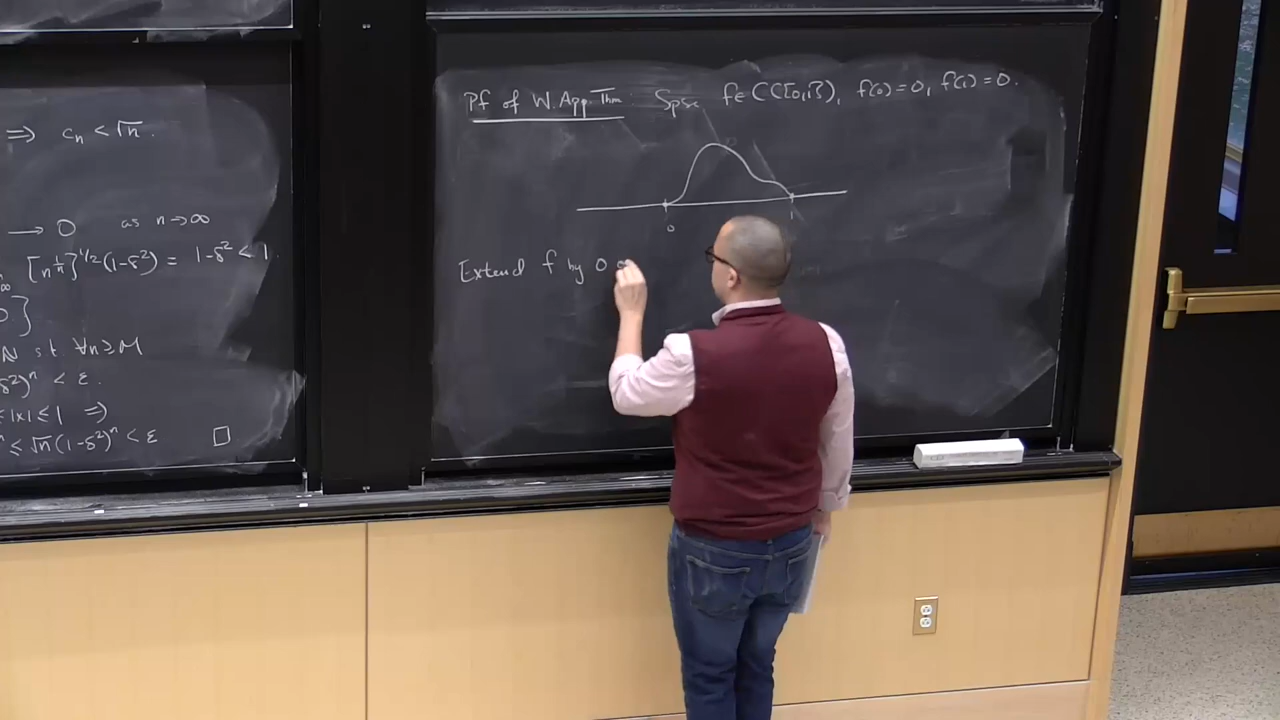 ⟹ cₙ < √n.
→ 0 as n→∞
[n^{1/n}]^{1/2}(1-δ²) = 1-δ² < 1.
0}
N s.t. ∀n≥M
δ²)ⁿ < ε.
≤|x|≤1 ⟹
ⁿ ≤ √n(1-δ²)ⁿ < ε □
Pf of W. App. Thm: Spse f∈C([0,1]), f(0)=0, f(1)=0.
0 1
Extend f by 0